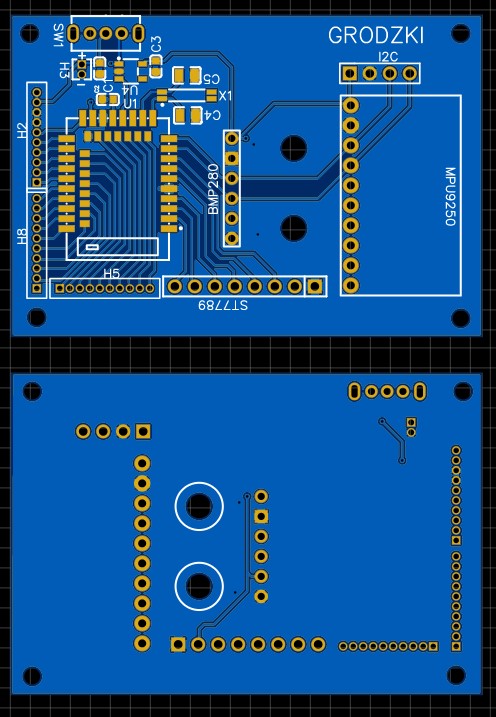 GRODZKI
SW1
C3
I2C
H3
+
-
C5
U4
C1
X1
U1
C4
H2
BMP280
MPU9250
H8
H5
ST7789